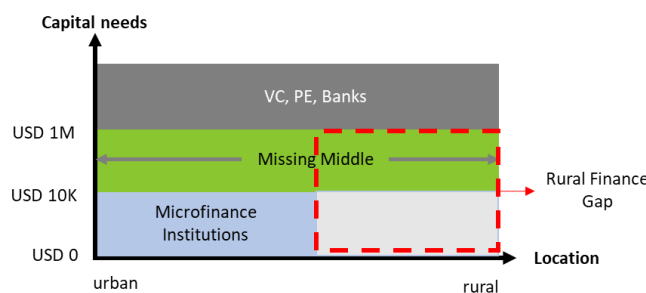 Capital needs
VC, PE, Banks
USD 1M
Missing Middle
USD 10K
Rural Finance
Gap
Microfinance
Institutions
USD 0
Location
urban
rural